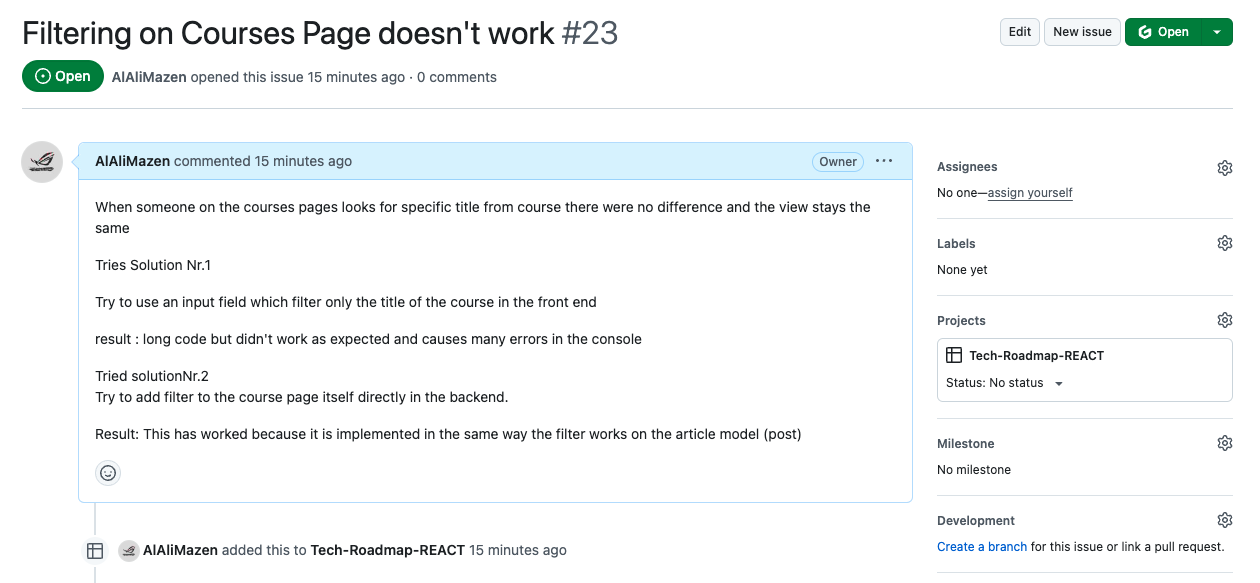 Filtering on Courses Page doesn't work #23
Edit
New issue
Open
Open
AlAliMazen opened this issue 15 minutes ago · 0 comments
AlAliMazen commented 15 minutes ago
Owner
When someone on the courses pages looks for specific title from course there were no difference and the view stays the
same
Tries Solution Nr.1
Try to use an input field which filter only the title of the course in the front end
result : long code but didn't work as expected and causes many errors in the console
Tried solutionNr.2
Try to add filter to the course page itself directly in the backend.
Result: This has worked because it is implemented in the same way the filter works on the article model (post)
AlAliMazen added this to Tech-Roadmap-REACT 15 minutes ago
Assignees
No one—assign yourself
Labels
None yet
Projects
Tech-Roadmap-REACT
Status: No status
Milestone
No milestone
Development
Create a branch for this issue or link a pull request.